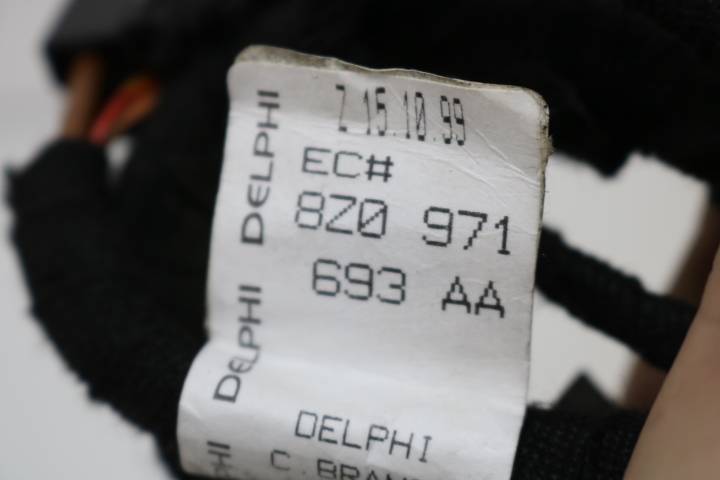 Z 15.10.99
EC#
8Z0 971
693 AA
DELPHI
C.
DELPHI
DELPHI